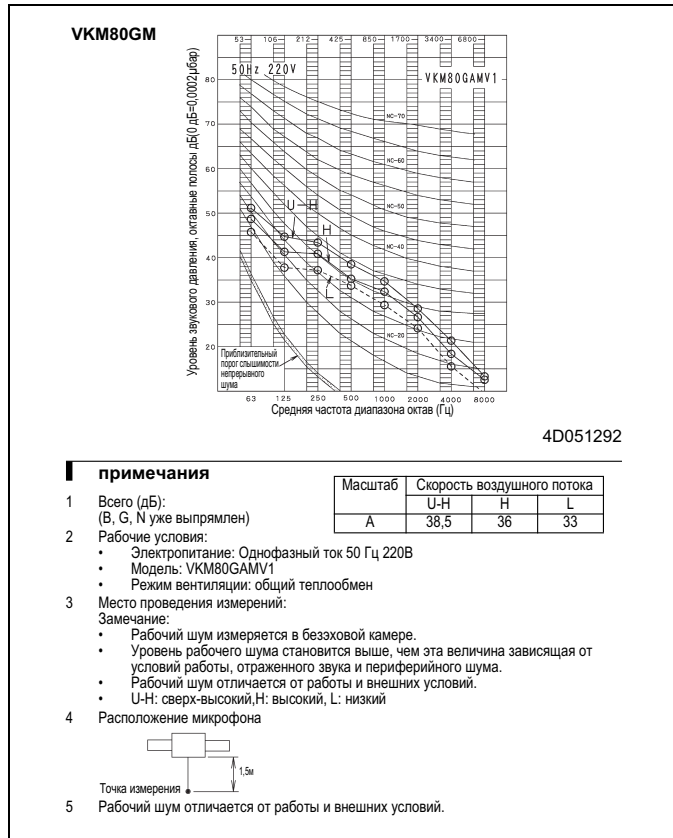 VKM80GM
53 106 212 425 850 1700 3400 6800
50Hz 220V
VKM80GAMV1
Уровень звукового давления, октавные полосы дБ(0 дБ=0,0002μбар)
80
70
60
50
40
30
20
NC-70
NC-60
NC-50
NC-40
NC-20
U-H
H
L
Приблизительный
порог слышимости
непрерывного
шума
63 125 250 500 1000 2000 4000 8000
Средняя частота диапазона октав (Гц)
4D051292
примечания
Масштаб Скорость воздушного потока
U-H H L
A 38,5 36 33
1 Всего (дБ):
(B, G, N уже выпрямлен)
2 Рабочие условия:
• Электропитание: Однофазный ток 50 Гц 220В
• Модель: VKM80GAMV1
• Режим вентиляции: общий теплообмен
3 Место проведения измерений:
Замечание:
• Рабочий шум измеряется в безэховой камере.
• Уровень рабочего шума становится выше, чем эта величина зависящая от
условий работы, отраженного звука и периферийного шума.
• Рабочий шум отличается от работы и внешних условий.
• U-H: сверх-высокий,H: высокий, L: низкий
4 Расположение микрофона
1,5м
Точка измерения
5 Рабочий шум отличается от работы и внешних условий.